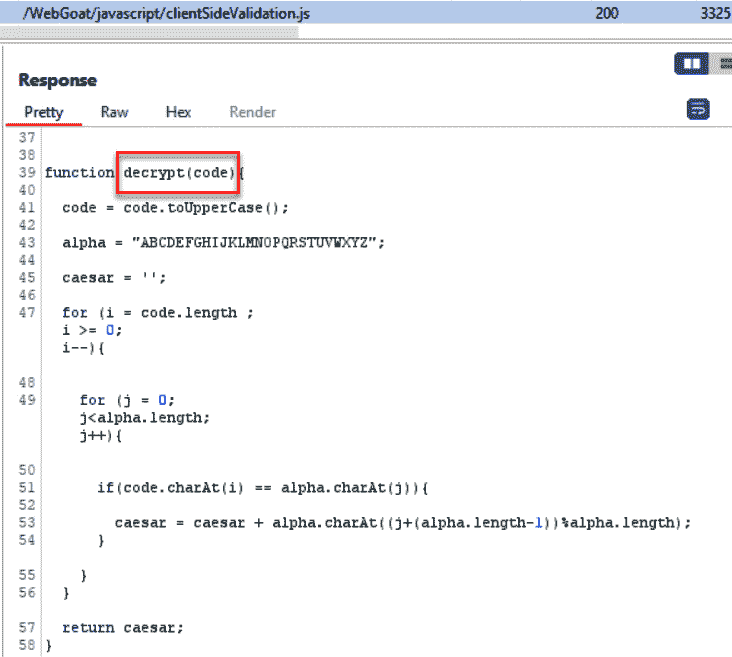 /WebGoat/javascript/clientSideValidation.js 200 3325
Response
Pretty Raw Hex Render
37
38
39 function decrypt(code){
40
41 code = code.toUpperCase();
42
43 alpha = "ABCDEFGHIJKLMNOPQRSTUVWXYZ";
44
45 caesar = '';
46
47 for (i = code.length ;
i >= 0;
i--){
48
49 for (j = 0;
j<alpha.length;
j++){
50
51 if(code.charAt(i) == alpha.charAt(j)){
52
53 caesar = caesar + alpha.charAt((j+(alpha.length-1))%alpha.length);
54 }
55 }
56 }
57 return caesar;
58 }